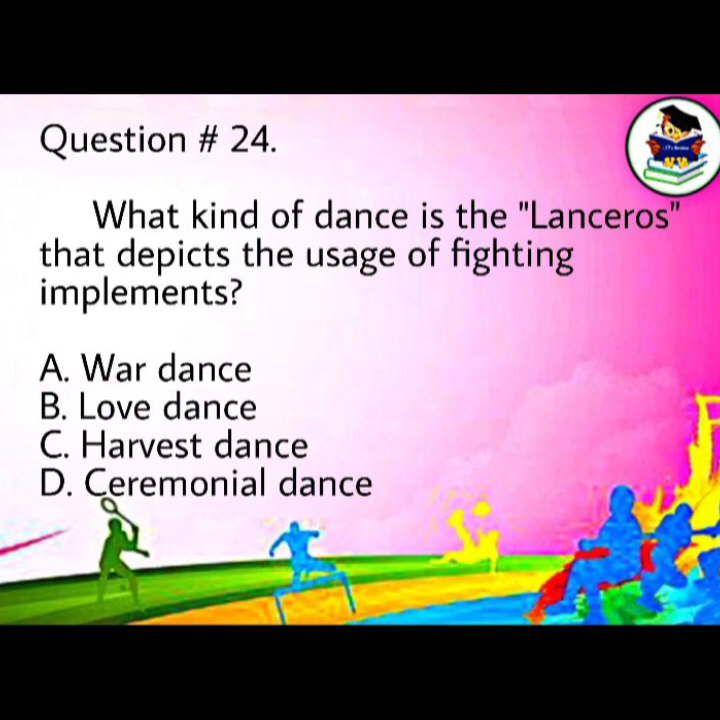 Question # 24.
What kind of dance is the "Lanceros"
that depicts the usage of fighting
implements?
A. War dance
B. Love dance
C. Harvest dance
D. Ceremonial dance